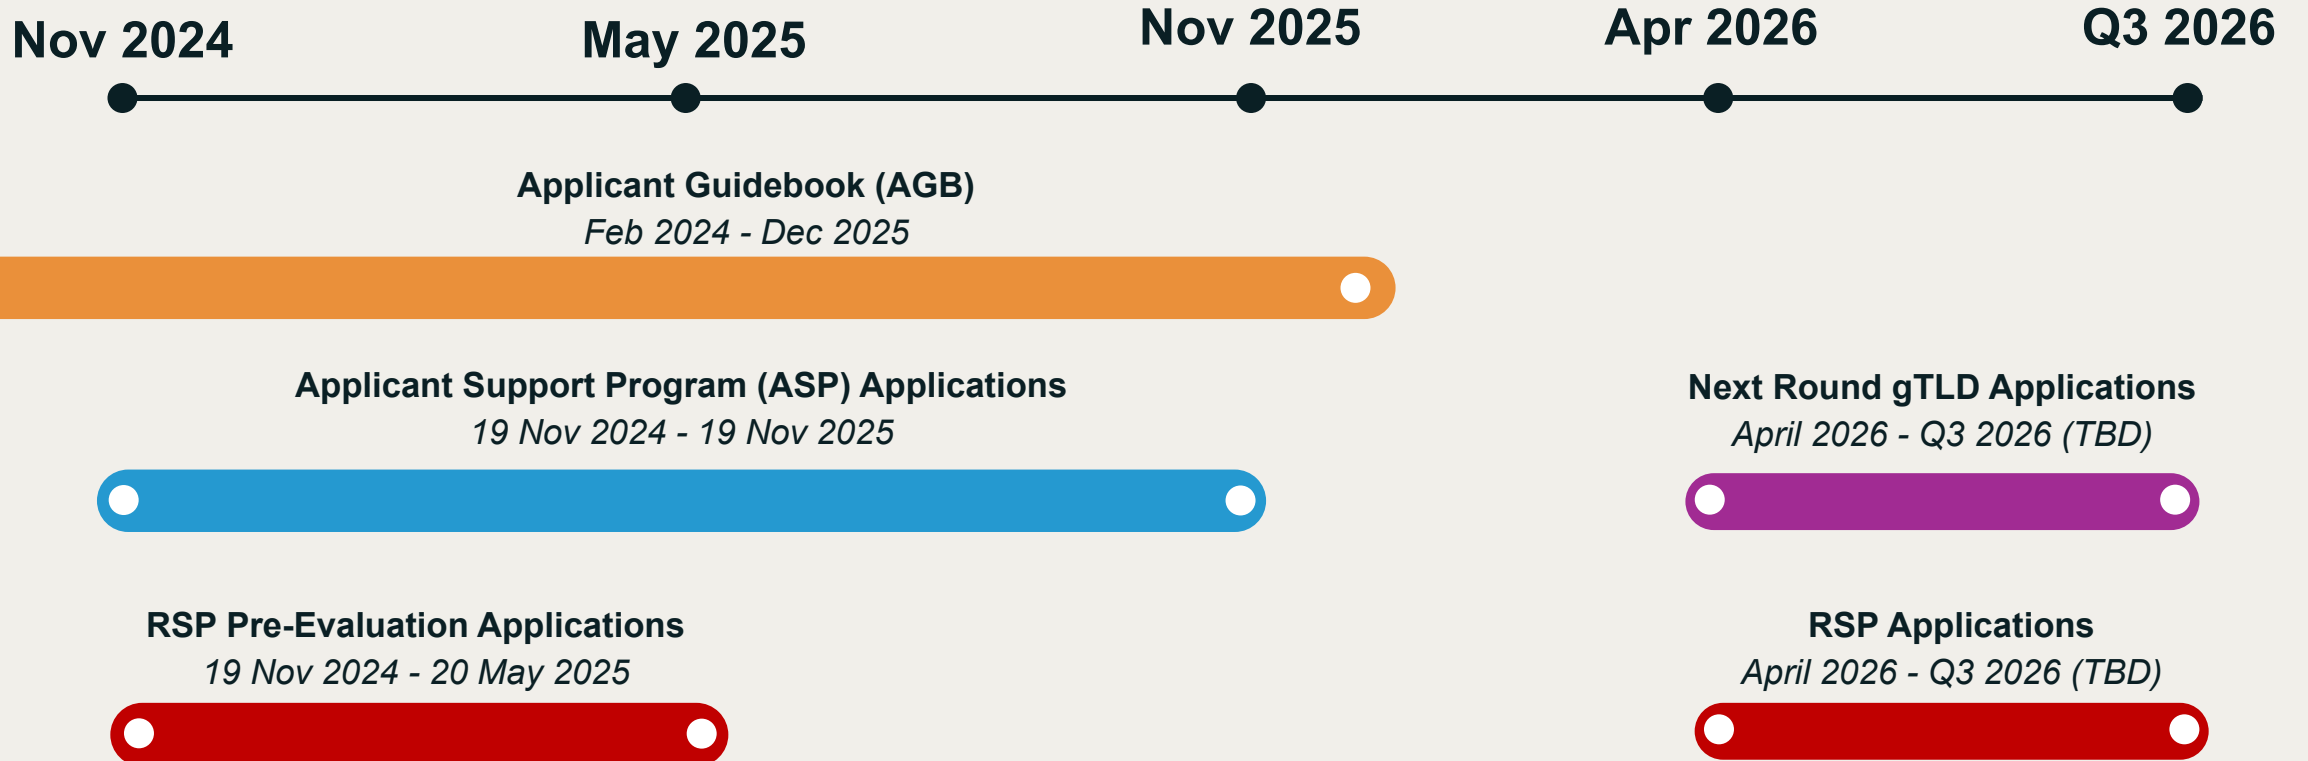 Nov 2024
May 2025
Nov 2025
Apr 2026
Q3 2026
Applicant Guidebook (AGB)
Feb 2024 - Dec 2025
Applicant Support Program (ASP) Applications
19 Nov 2024 - 19 Nov 2025
Next Round gTLD Applications
April 2026 - Q3 2026 (TBD)
RSP Pre-Evaluation Applications
19 Nov 2024 - 20 May 2025
RSP Applications
April 2026 - Q3 2026 (TBD)